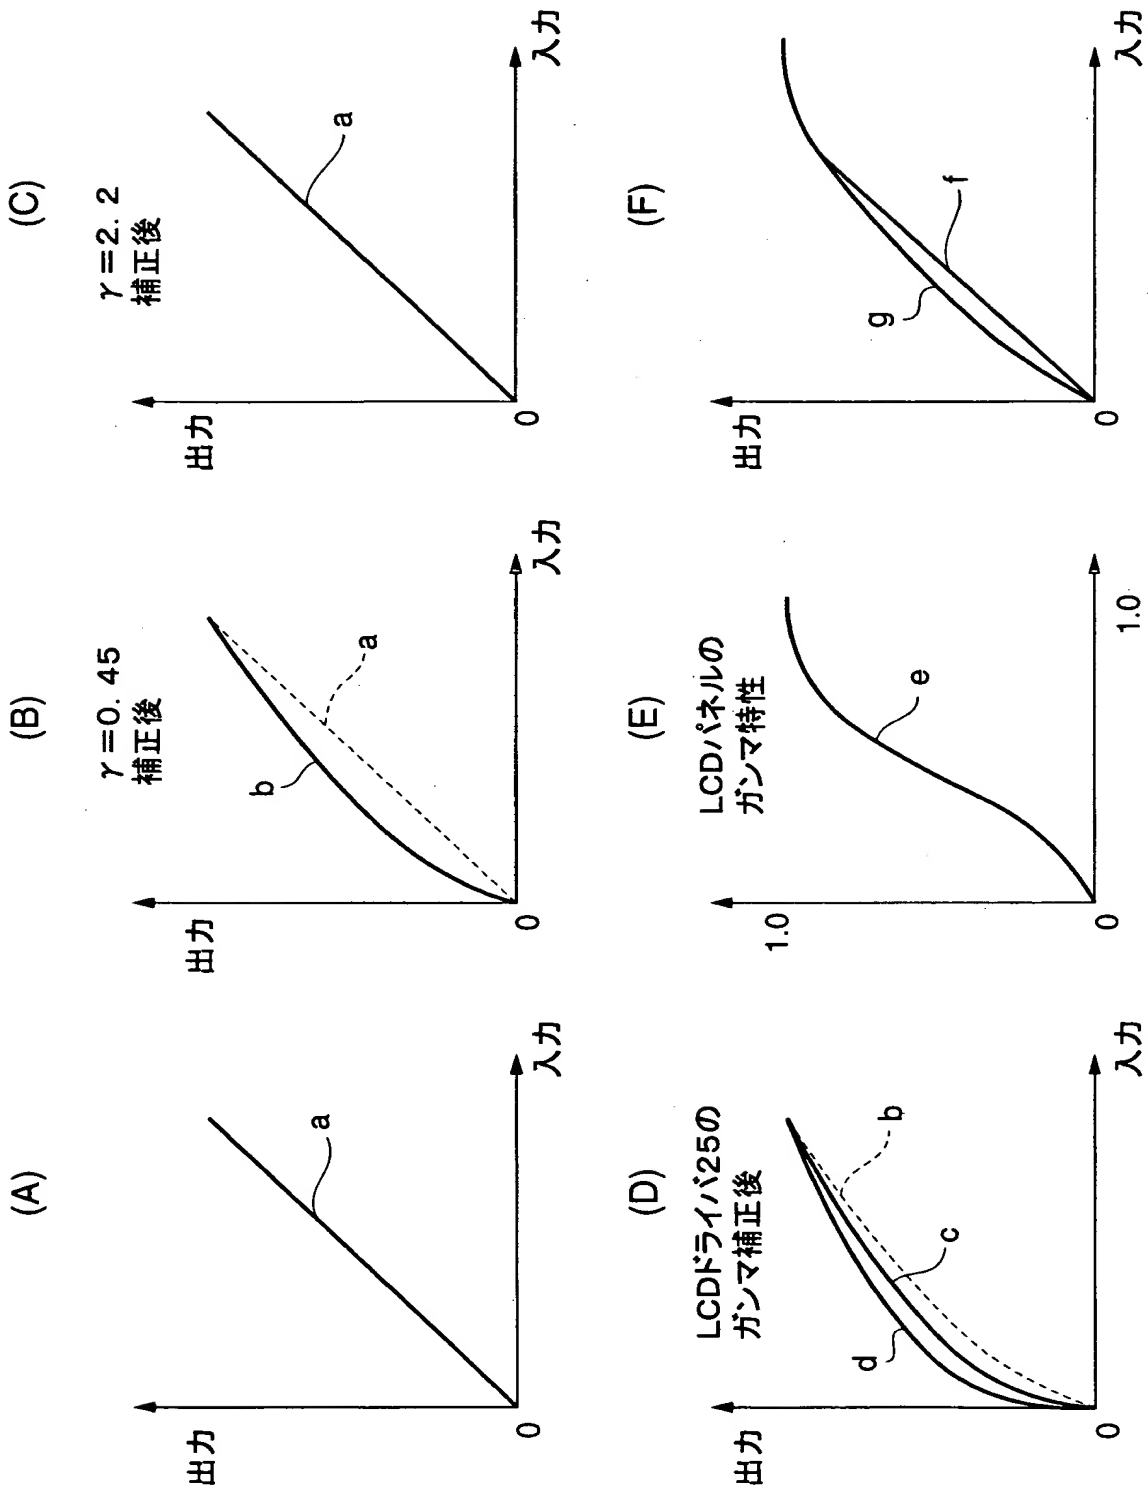 (A)
出力
a
0
入力
(B)
γ=0.45
補正後
出力
b
a
0
入力
(C)
γ=2.2
補正後
出力
a
0
入力
(D)
LCDドライバ25の
ガンマ補正後
出力
d
c
b
0
入力
(E)
LCDパネルの
ガンマ特性
1.0
e
0
1.0
(F)
出力
g
f
0
入力